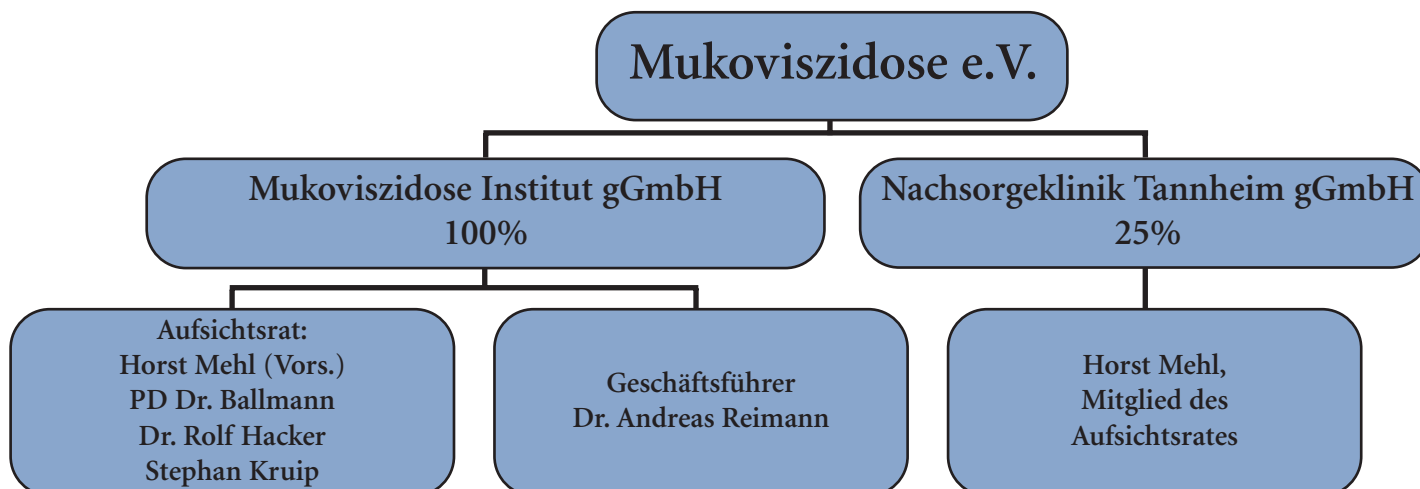 Mukoviszidose e.V.
Mukoviszidose Institut gGmbH
100%
Nachsorgeklinik Tannheim gGmbH
25%
Aufsichtsrat:
Horst Mehl (Vors.)
PD Dr. Ballmann
Dr. Rolf Hacker
Stephan Kruip
Geschäftsführer
Dr. Andreas Reimann
Horst Mehl,
Mitglied des
Aufsichtsrates